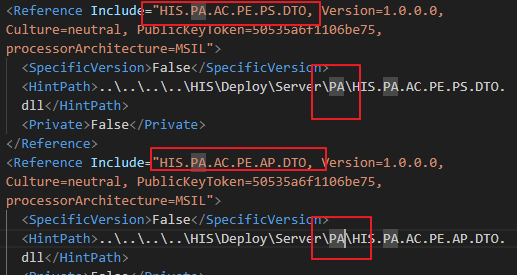 <Reference Include="HIS.PA.AC.PE.PS.DTO, Version=1.0.0.0,
Culture=neutral, PublicKeyToken=50535a6f1106be75,
processorArchitecture=MSIL">
<SpecificVersion>False</SpecificVersion>
<HintPath>..\..\..\..\HIS\Deploy\Server\PA\HIS.PA.AC.PE.PS.DTO.
dll</HintPath>
<Private>False</Private>
</Reference>
<Reference Include="HIS.PA.AC.PE.AP.DTO, Version=1.0.0.0,
Culture=neutral, PublicKeyToken=50535a6f1106be75,
processorArchitecture=MSIL">
<SpecificVersion>False</SpecificVersion>
<HintPath>..\..\..\..\HIS\Deploy\Server\PA\HIS.PA.AC.PE.AP.DTO.
dll</HintPath>
<Private>False</Private>